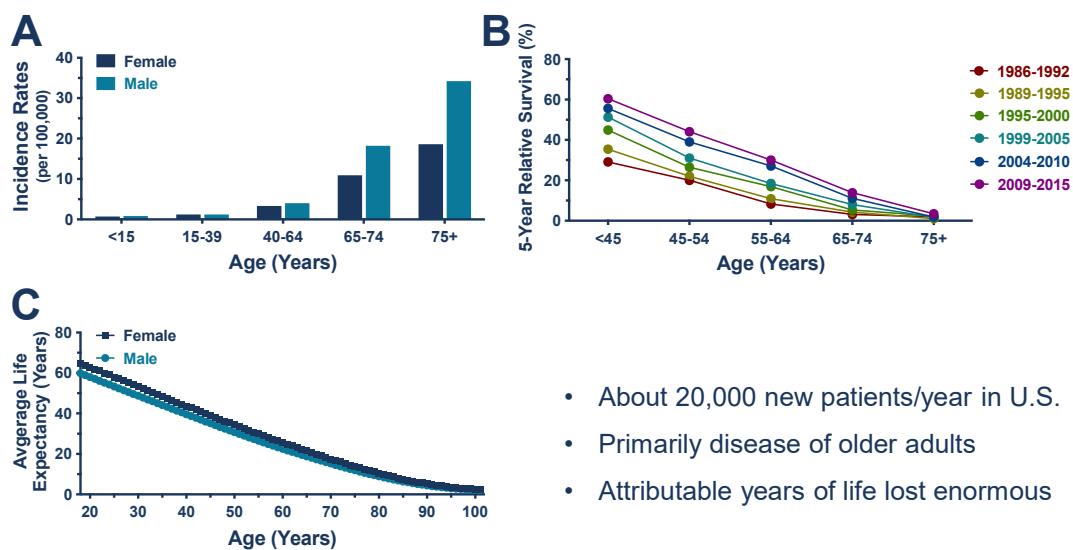 A
Incidence Rates
(per 100,000)
40
30
20
10
0
Female
Male
<15
15-39
40-64
65-74
75+
Age (Years)
B
5-Year Relative Survival (%)
80
60
40
20
0
<45
45-54
55-64
65-74
75+
Age (Years)
1986-1992
1989-1995
1995-2000
1999-2005
2004-2010
2009-2015
C
Avgerage Life
Expectancy (Years)
80
60
40
20
0
Female
Male
20
30
40
50
60
70
80
90
100
Age (Years)
• About 20,000 new patients/year in U.S.
• Primarily disease of older adults
• Attributable years of life lost enormous